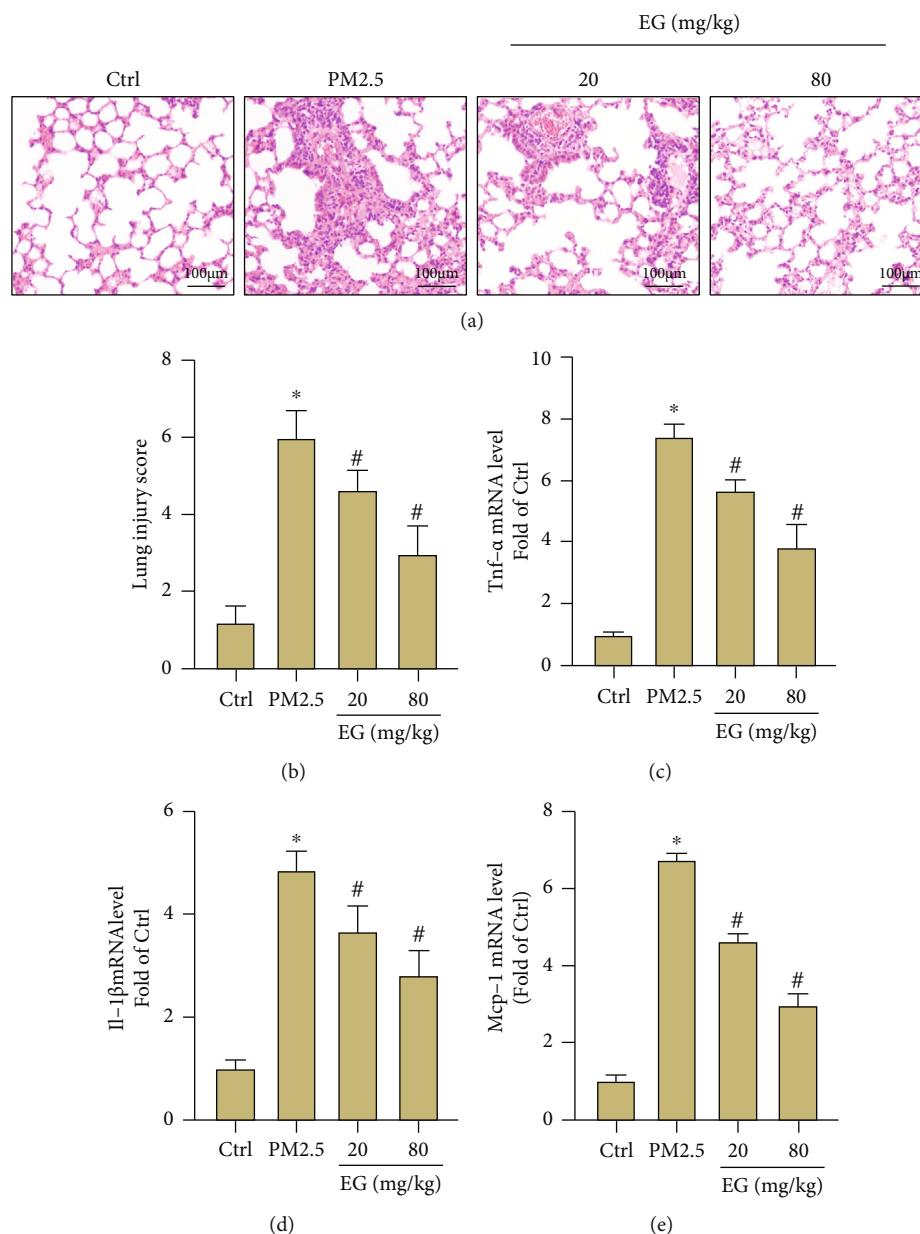 EG (mg/kg)
Ctrl PM2.5 20 80
100μm 100μm 100μm 100μm
(a)
8
6
4
2
0
Lung injury score
*
#
#
Ctrl PM2.5 20 80
EG (mg/kg)
(b)
10
8
6
4
2
0
Tnf–α mRNA level
Fold of Ctrl
*
#
#
Ctrl PM2.5 20 80
EG (mg/kg)
(c)
6
4
2
0
Il–1βmRNAlevel
Fold of Ctrl
*
#
#
Ctrl PM2.5 20 80
EG (mg/kg)
(d)
8
6
4
2
0
Mcp–1 mRNA level
(Fold of Ctrl)
*
#
#
Ctrl PM2.5 20 80
EG (mg/kg)
(e)